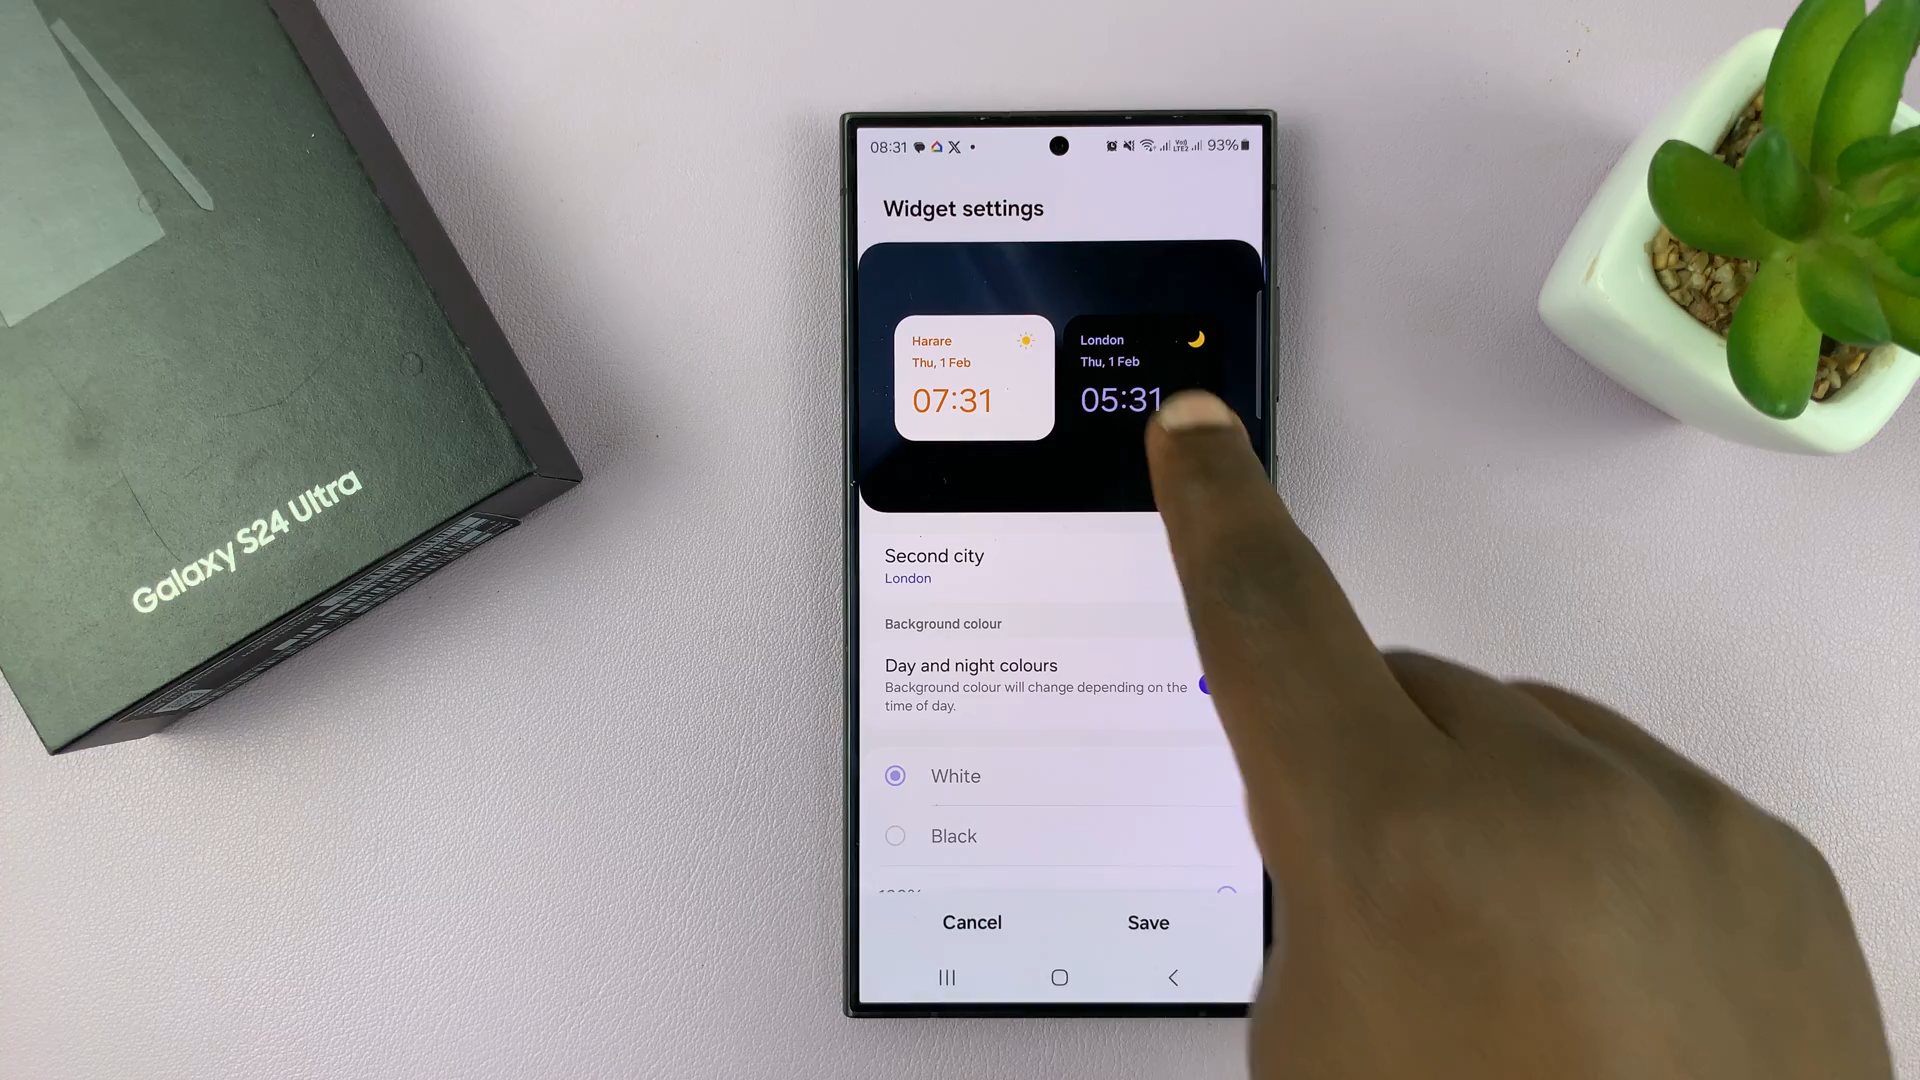 Galaxy S24 Ultra
08:31
93%
Widget settings
Harare
Thu, 1 Feb
07:31
London
Thu, 1 Feb
05:31
Second city
London
Background colour
Day and night colours
Background colour will change depending on the
time of day.
White
Black
Cancel
Save